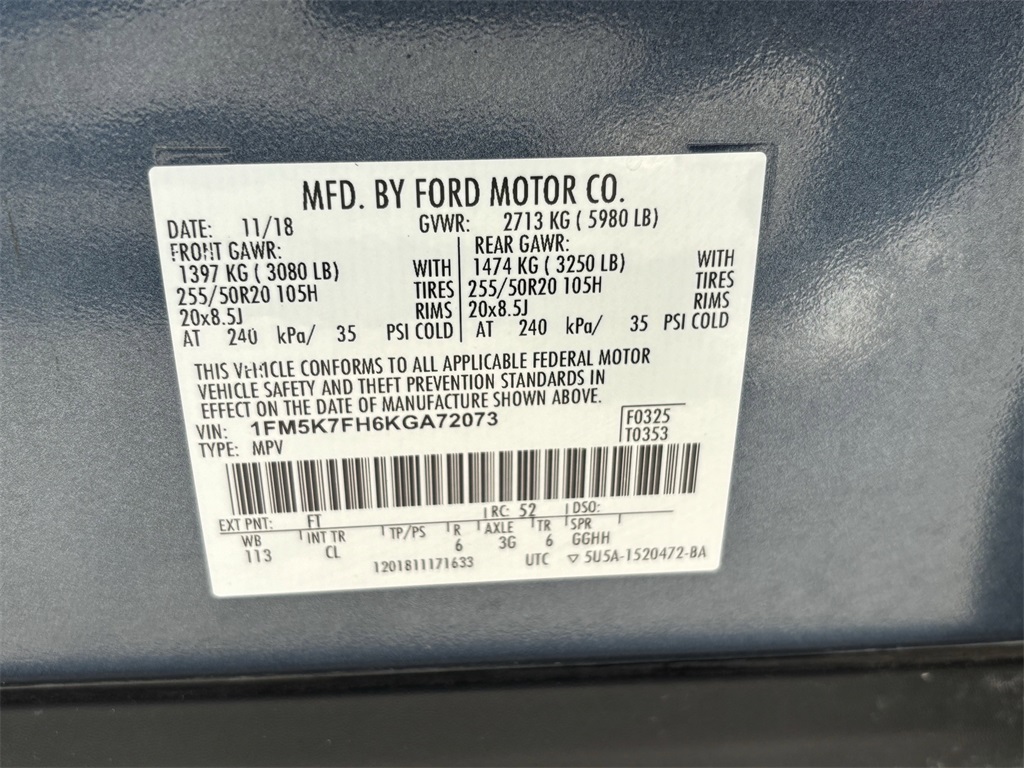 MFD. BY FORD MOTOR CO.
DATE: 11/18 GVWR: 2713 KG ( 5980 LB)
FRONT GAWR: REAR GAWR:
1397 KG ( 3080 LB) WITH 1474 KG ( 3250 LB) WITH
255/50R20 105H TIRES 255/50R20 105H TIRES
20x8.5J RIMS 20x8.5J RIMS
AT 240 kPa/ 35 PSI COLD AT 240 kPa/ 35 PSI COLD
THIS VEHICLE CONFORMS TO ALL APPLICABLE FEDERAL MOTOR
VEHICLE SAFETY AND THEFT PREVENTION STANDARDS IN
EFFECT ON THE DATE OF MANUFACTURE SHOWN ABOVE.
VIN: 1FM5K7FH6KGA72073 F0325
TYPE: MPV T0353
EXT PNT: FT RC: 52 DSO:
WB INT TR TP/PS R AXLE TR SPR
113 CL 6 3G 6 GGHH
1201811171633 UTC ▽ 5U5A-1520472-BA